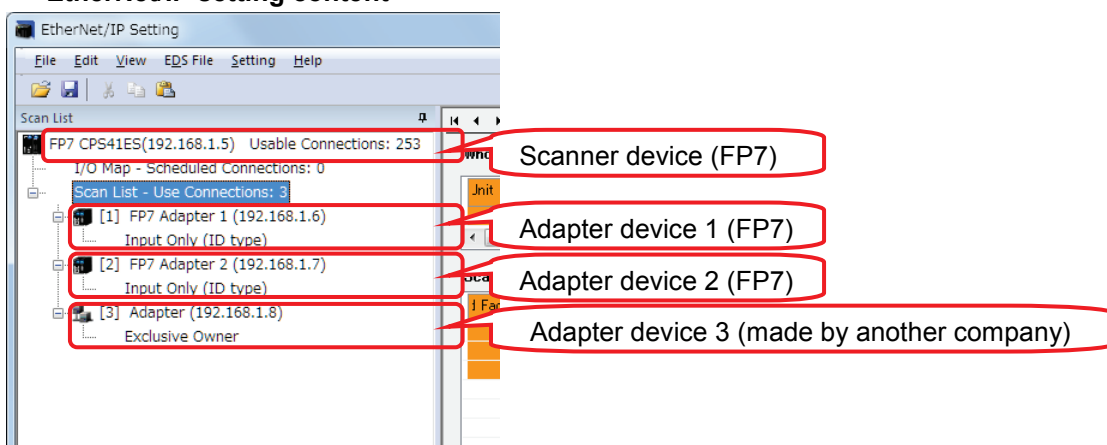 EtherNet/IP setting content
EtherNet/IP Setting
File Edit View EDS File Setting Help
Scan List
FP7 CPS41ES(192.168.1.5) Usable Connections: 253
Scanner device (FP7)
I/O Map - Scheduled Connections: 0
Scan List - Use Connections: 3
[1] FP7 Adapter 1 (192.168.1.6)
Adapter device 1 (FP7)
Input Only (ID type)
[2] FP7 Adapter 2 (192.168.1.7)
Adapter device 2 (FP7)
Input Only (ID type)
[3] Adapter (192.168.1.8)
Adapter device 3 (made by another company)
Exclusive Owner